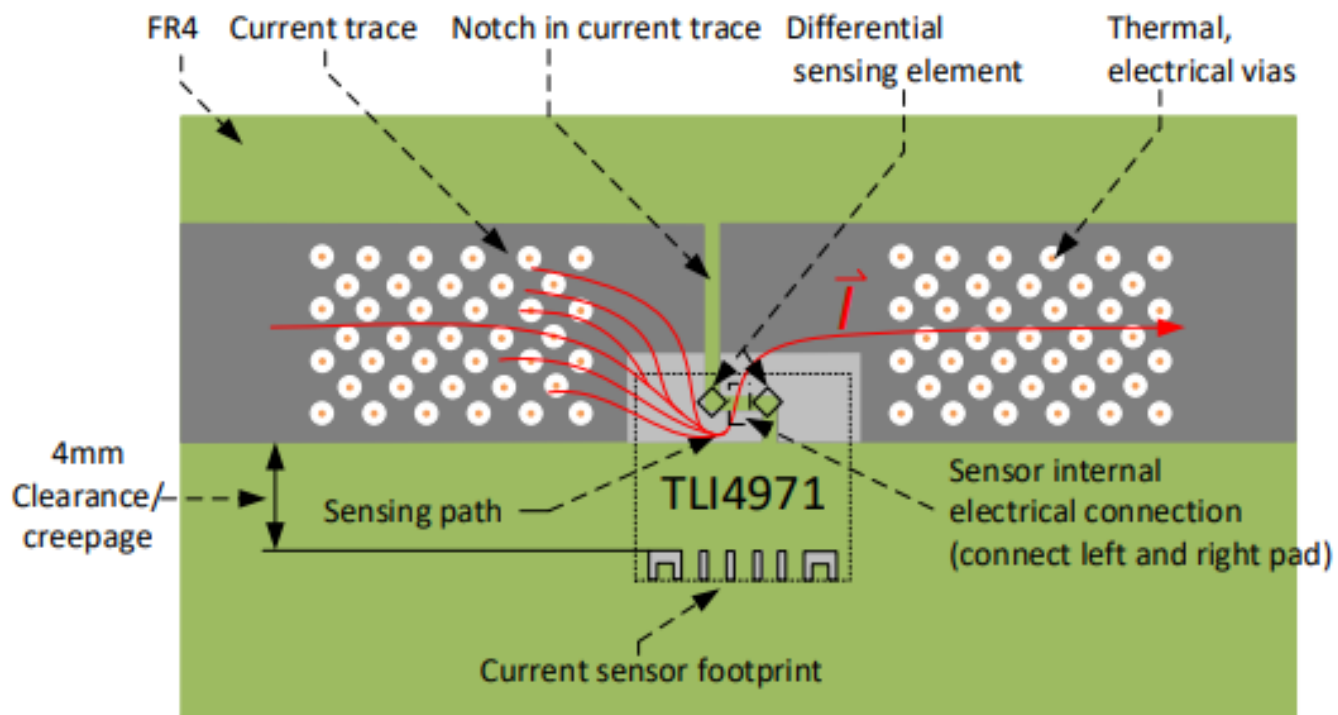 FR4
Current trace
Notch in current trace
Differential
sensing element
Thermal,
electrical vias
I
4mm
Clearance/
creepage
Sensing path
TLI4971
Sensor internal
electrical connection
(connect left and right pad)
Current sensor footprint